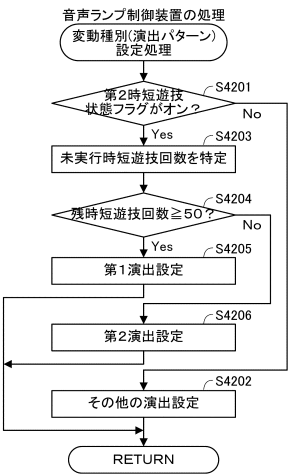 音声ランプ制御装置の処理
変動種別(演出パターン)
設定処理
S4201
第2時短遊技
状態フラグがオン?
No
Yes
S4203
未実行時短遊技回数を特定
S4204
残時短遊技回数≧50?
No
Yes
S4205
第1演出設定
S4206
第2演出設定
S4202
その他の演出設定
RETURN